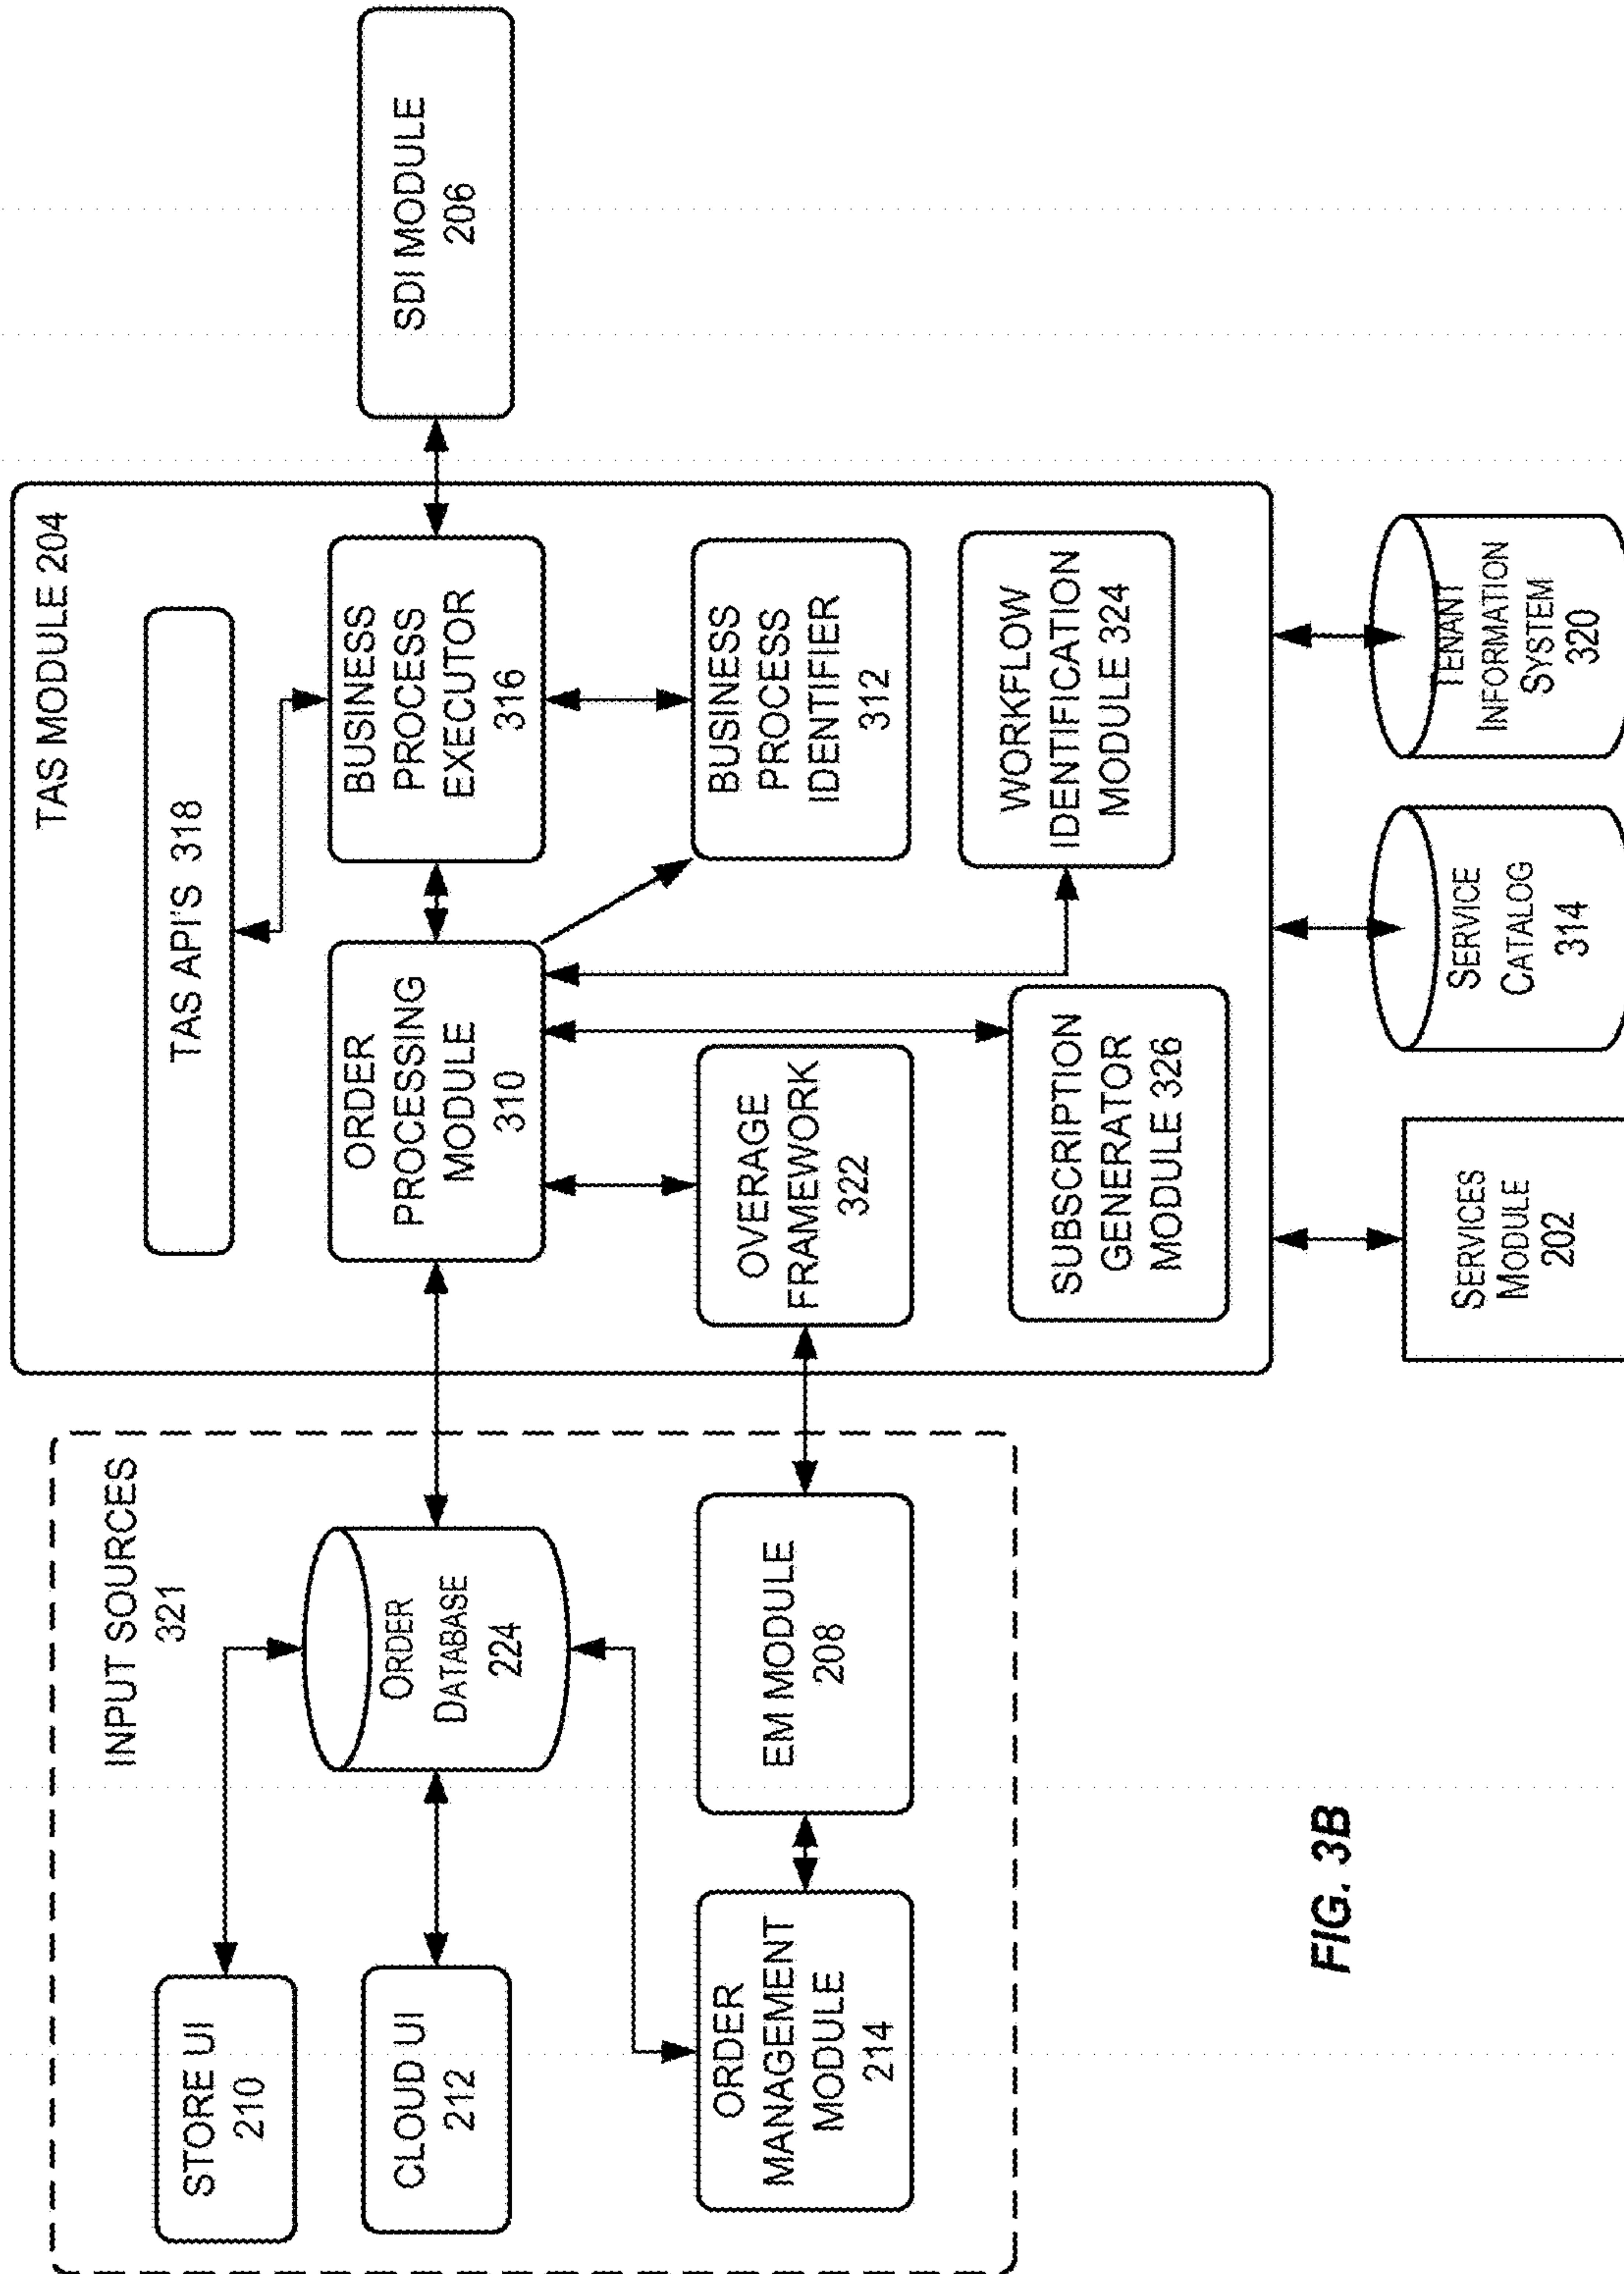 INPUT SOURCES
321
STORE UI
210
CLOUD UI
212
ORDER
MANAGEMENT
MODULE
214
ORDER
DATABASE
224
EM MODULE
208
TAS MODULE 204
TAS API'S 318
ORDER
PROCESSING
MODULE
310
BUSINESS
PROCESS
EXECUTOR
316
OVERAGE
FRAMEWORK
322
BUSINESS
PROCESS
IDENTIFIER
312
SUBSCRIPTION
GENERATOR
MODULE 326
WORKFLOW
IDENTIFICATION
MODULE 324
SDI MODULE
206
SERVICES
MODULE
202
SERVICE
CATALOG
314
TENANT
INFORMATION
SYSTEM
320
FIG. 3B